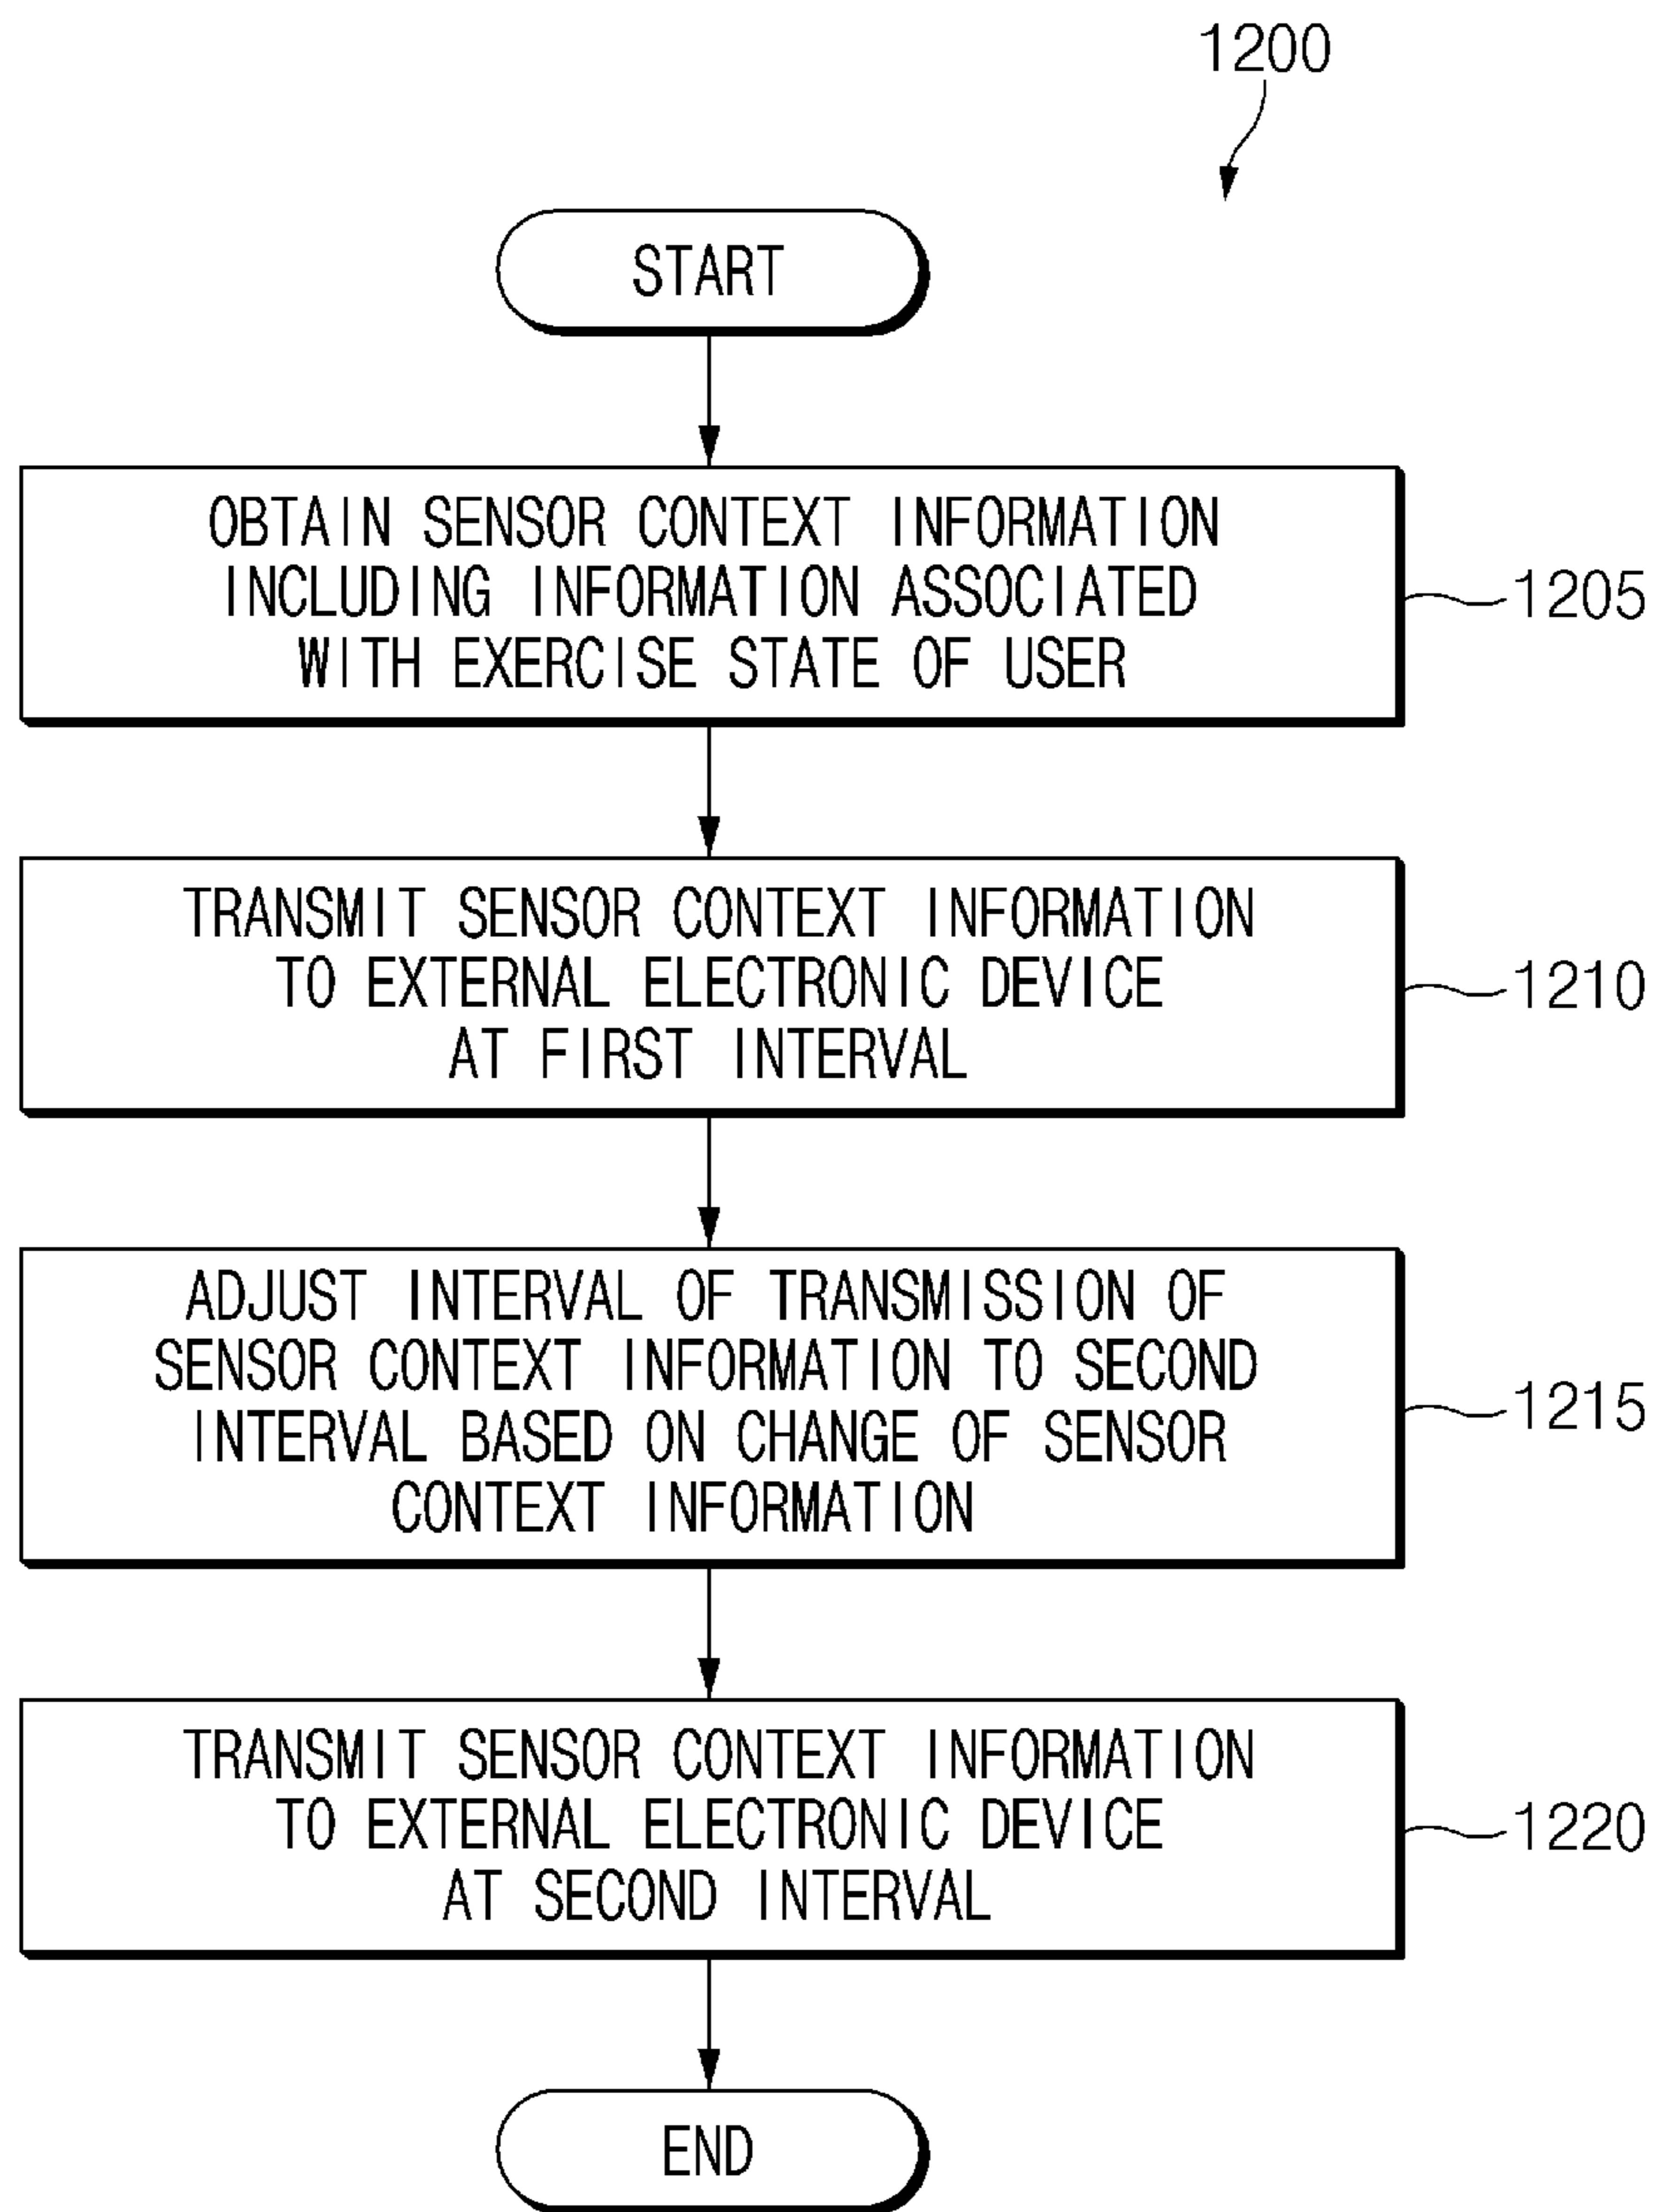 1200
START
OBTAIN SENSOR CONTEXT INFORMATION
INCLUDING INFORMATION ASSOCIATED
WITH EXERCISE STATE OF USER
1205
TRANSMIT SENSOR CONTEXT INFORMATION
TO EXTERNAL ELECTRONIC DEVICE
AT FIRST INTERVAL
1210
ADJUST INTERVAL OF TRANSMISSION OF
SENSOR CONTEXT INFORMATION TO SECOND
INTERVAL BASED ON CHANGE OF SENSOR
CONTEXT INFORMATION
1215
TRANSMIT SENSOR CONTEXT INFORMATION
TO EXTERNAL ELECTRONIC DEVICE
AT SECOND INTERVAL
1220
END